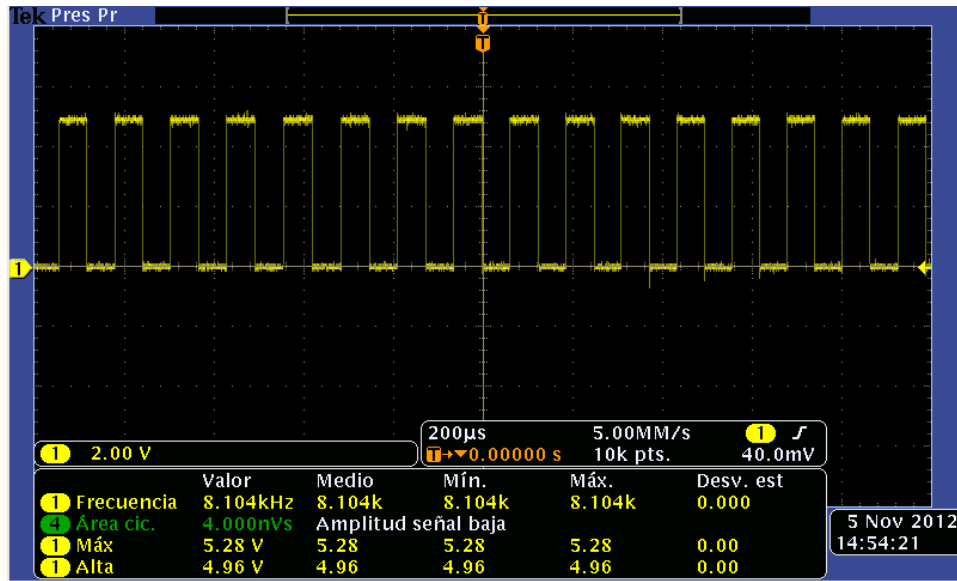 Tek Pres Pr
T
T
1
1 2.00 V
200µs 5.00MM/s 1
T→▼0.00000 s 10k pts. 40.0mV
Valor Medio Mín. Máx. Desv. est
1 Frecuencia 8.104kHz 8.104k 8.104k 8.104k 0.000
4 Área cic. 4.000nVs Amplitud señal baja
1 Máx 5.28 V 5.28 5.28 5.28 0.00
1 Alta 4.96 V 4.96 4.96 4.96 0.00
5 Nov 2012
14:54:21